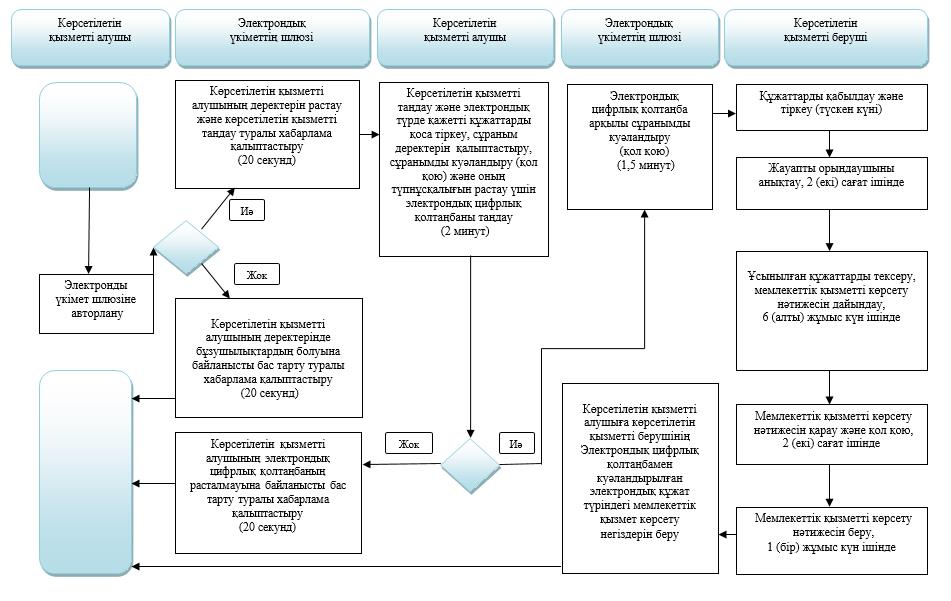 Көрсетілетін
қызметті алушы
Электрондық
үкіметтің шлюзі
Көрсетілетін
қызметті алушы
Электрондық
үкіметтің шлюзі
Көрсетілетін
қызметті беруші
Көрсетілетін қызметті
алушының деректерін растау
және көрсетілетін қызметті
таңдау туралы хабарлама
қалыптастыру
(20 секунд)
Көрсетілетін қызметті
таңдау және электрондық
түрде қажетті құжаттарды
қоса тіркеу, сұраным
деректерін қалыптастыру,
сұранымды куәландыру (қол
қою) және оның
түпнұсқалығын растау үшін
электрондық цифрлық
қолтаңбаны таңдау
(2 минут)
Электрондық
цифрлық қолтаңба
арқылы сұранымды
куәландыру
(қол қою)
(1,5 минут)
Құжаттарды қабылдау және
тіркеу (түскен күні)
Жауапты орындаушыны
анықтау, 2 (екі) сағат ішінде
Иә
Жок
Электронды
үкімет шлюзіне
авторлану
Ұсынылған құжаттарды тексеру,
мемлекеттік қызметті көрсету
нәтижесін дайындау,
6 (алты) жұмыс күн ішінде
Көрсетілетін қызметті
алушының деректерінде
бұзушылықтардың болуына
байланысты бас тарту туралы
хабарлама қалыптастыру
(20 секунд)
Көрсетілетін қызметті
алушыға көрсетілетін
қызметті берушінің
Электрондық цифрлық
қолтаңбамен
куәландырылған
электрондық құжат
түріндегі мемлекеттік
қызмет көрсету
негіздерін беру
Мемлекеттік қызметті көрсету
нәтижесін қарау және қол қою,
2 (екі) сағат ішінде
Жок
Иә
Көрсетілетін қызметті
алушының электрондық
цифрлық қолтаңбаның
расталмауына байланысты бас
тарту туралы хабарлама
қалыптастыру
(20 секунд)
Мемлекеттік қызметті көрсету
нәтижесін беру,
1 (бір) жұмыс күн ішінде